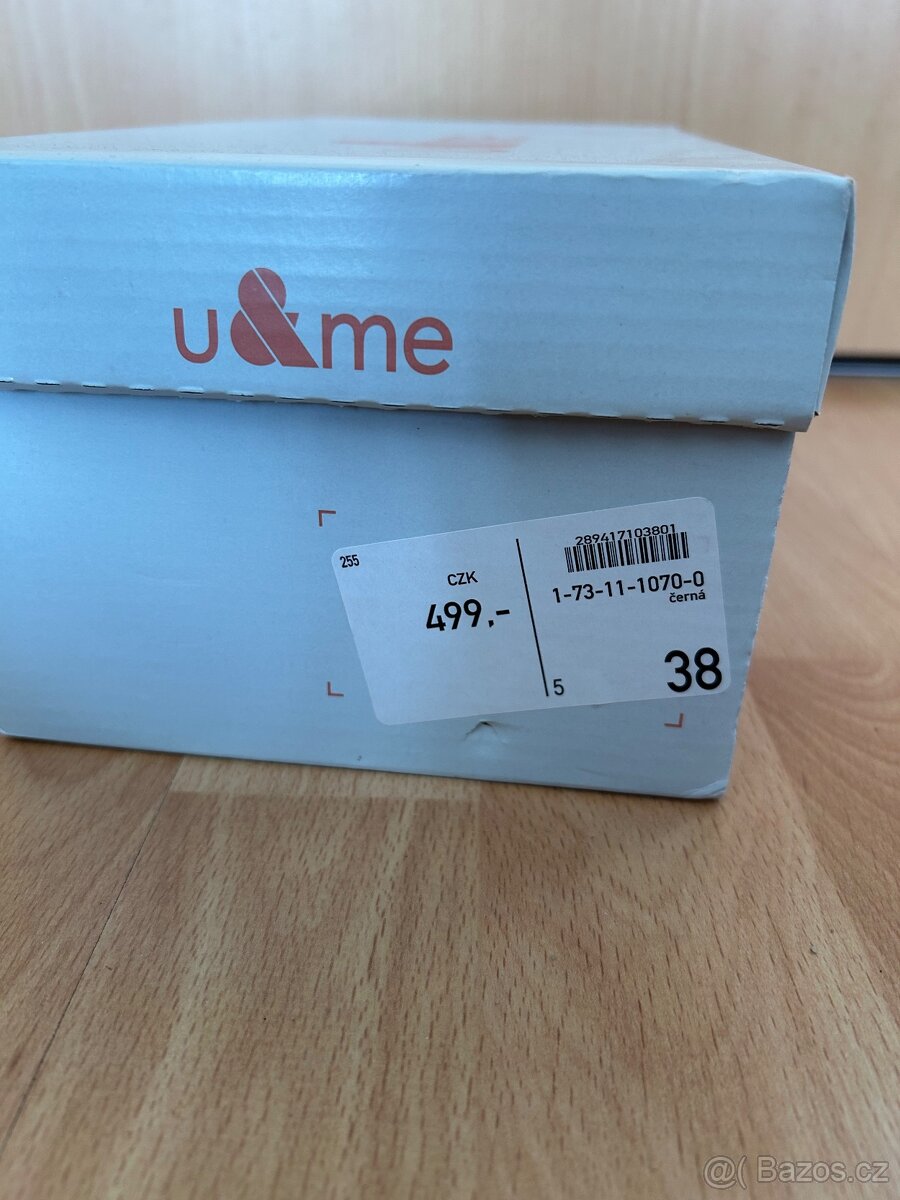 u&me
255
CZK
499,-
289417103801
1-73-11-1070-0
černá
5
38
@( Bazos.cz